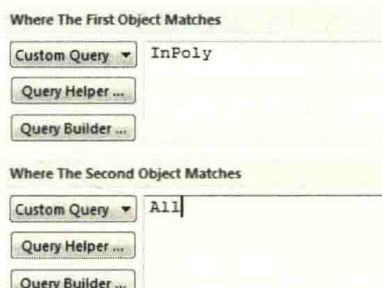 Where The First Object Matches
Custom Query InPoly
Query Helper ...
Query Builder ...
Where The Second Object Matches
Custom Query All
Query Helper ...
Query Builder ...